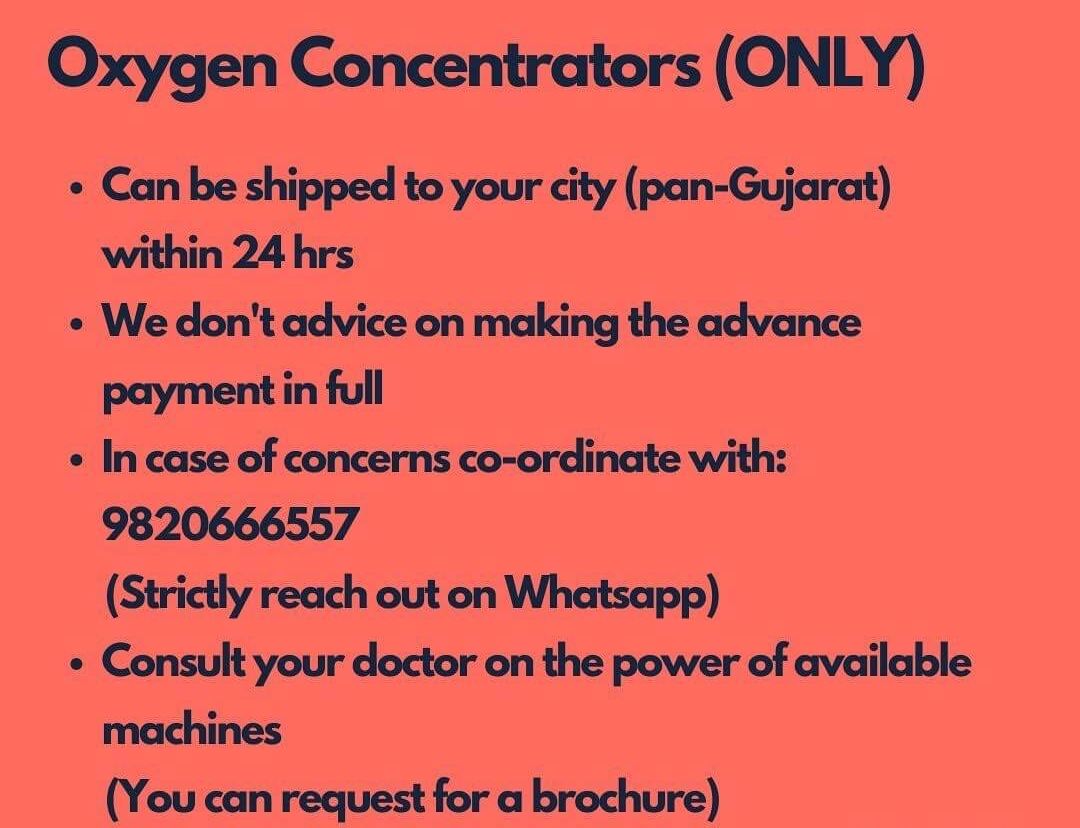 Oxygen Concentrators (ONLY)
• Can be shipped to your city (pan-Gujarat)
within 24 hrs
• We don't advice on making the advance
payment in full
• In case of concerns co-ordinate with:
9820666557
(Strictly reach out on Whatsapp)
• Consult your doctor on the power of available
machines
(You can request for a brochure)